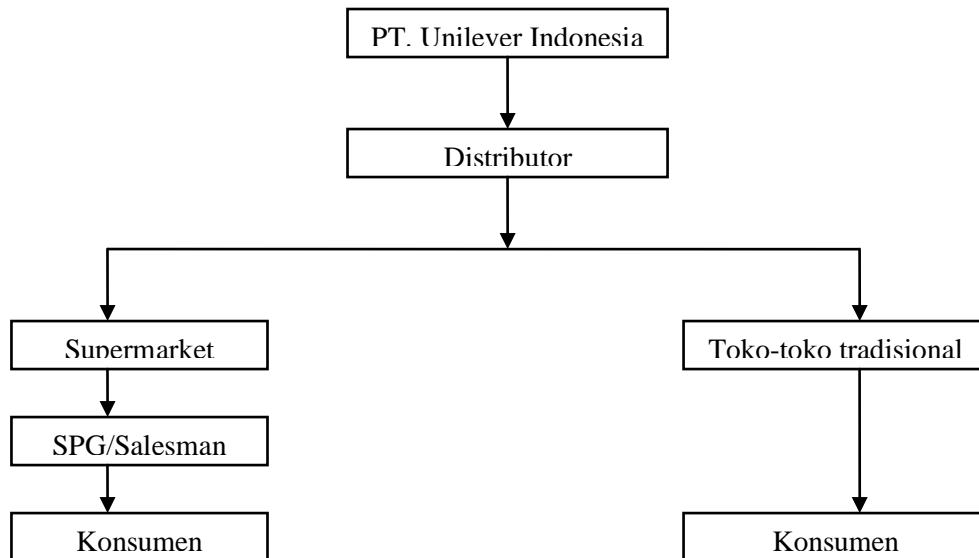 PT. Unilever Indonesia
Distributor
Supermarket
Toko-toko tradisional
SPG/Salesman
Konsumen
Konsumen